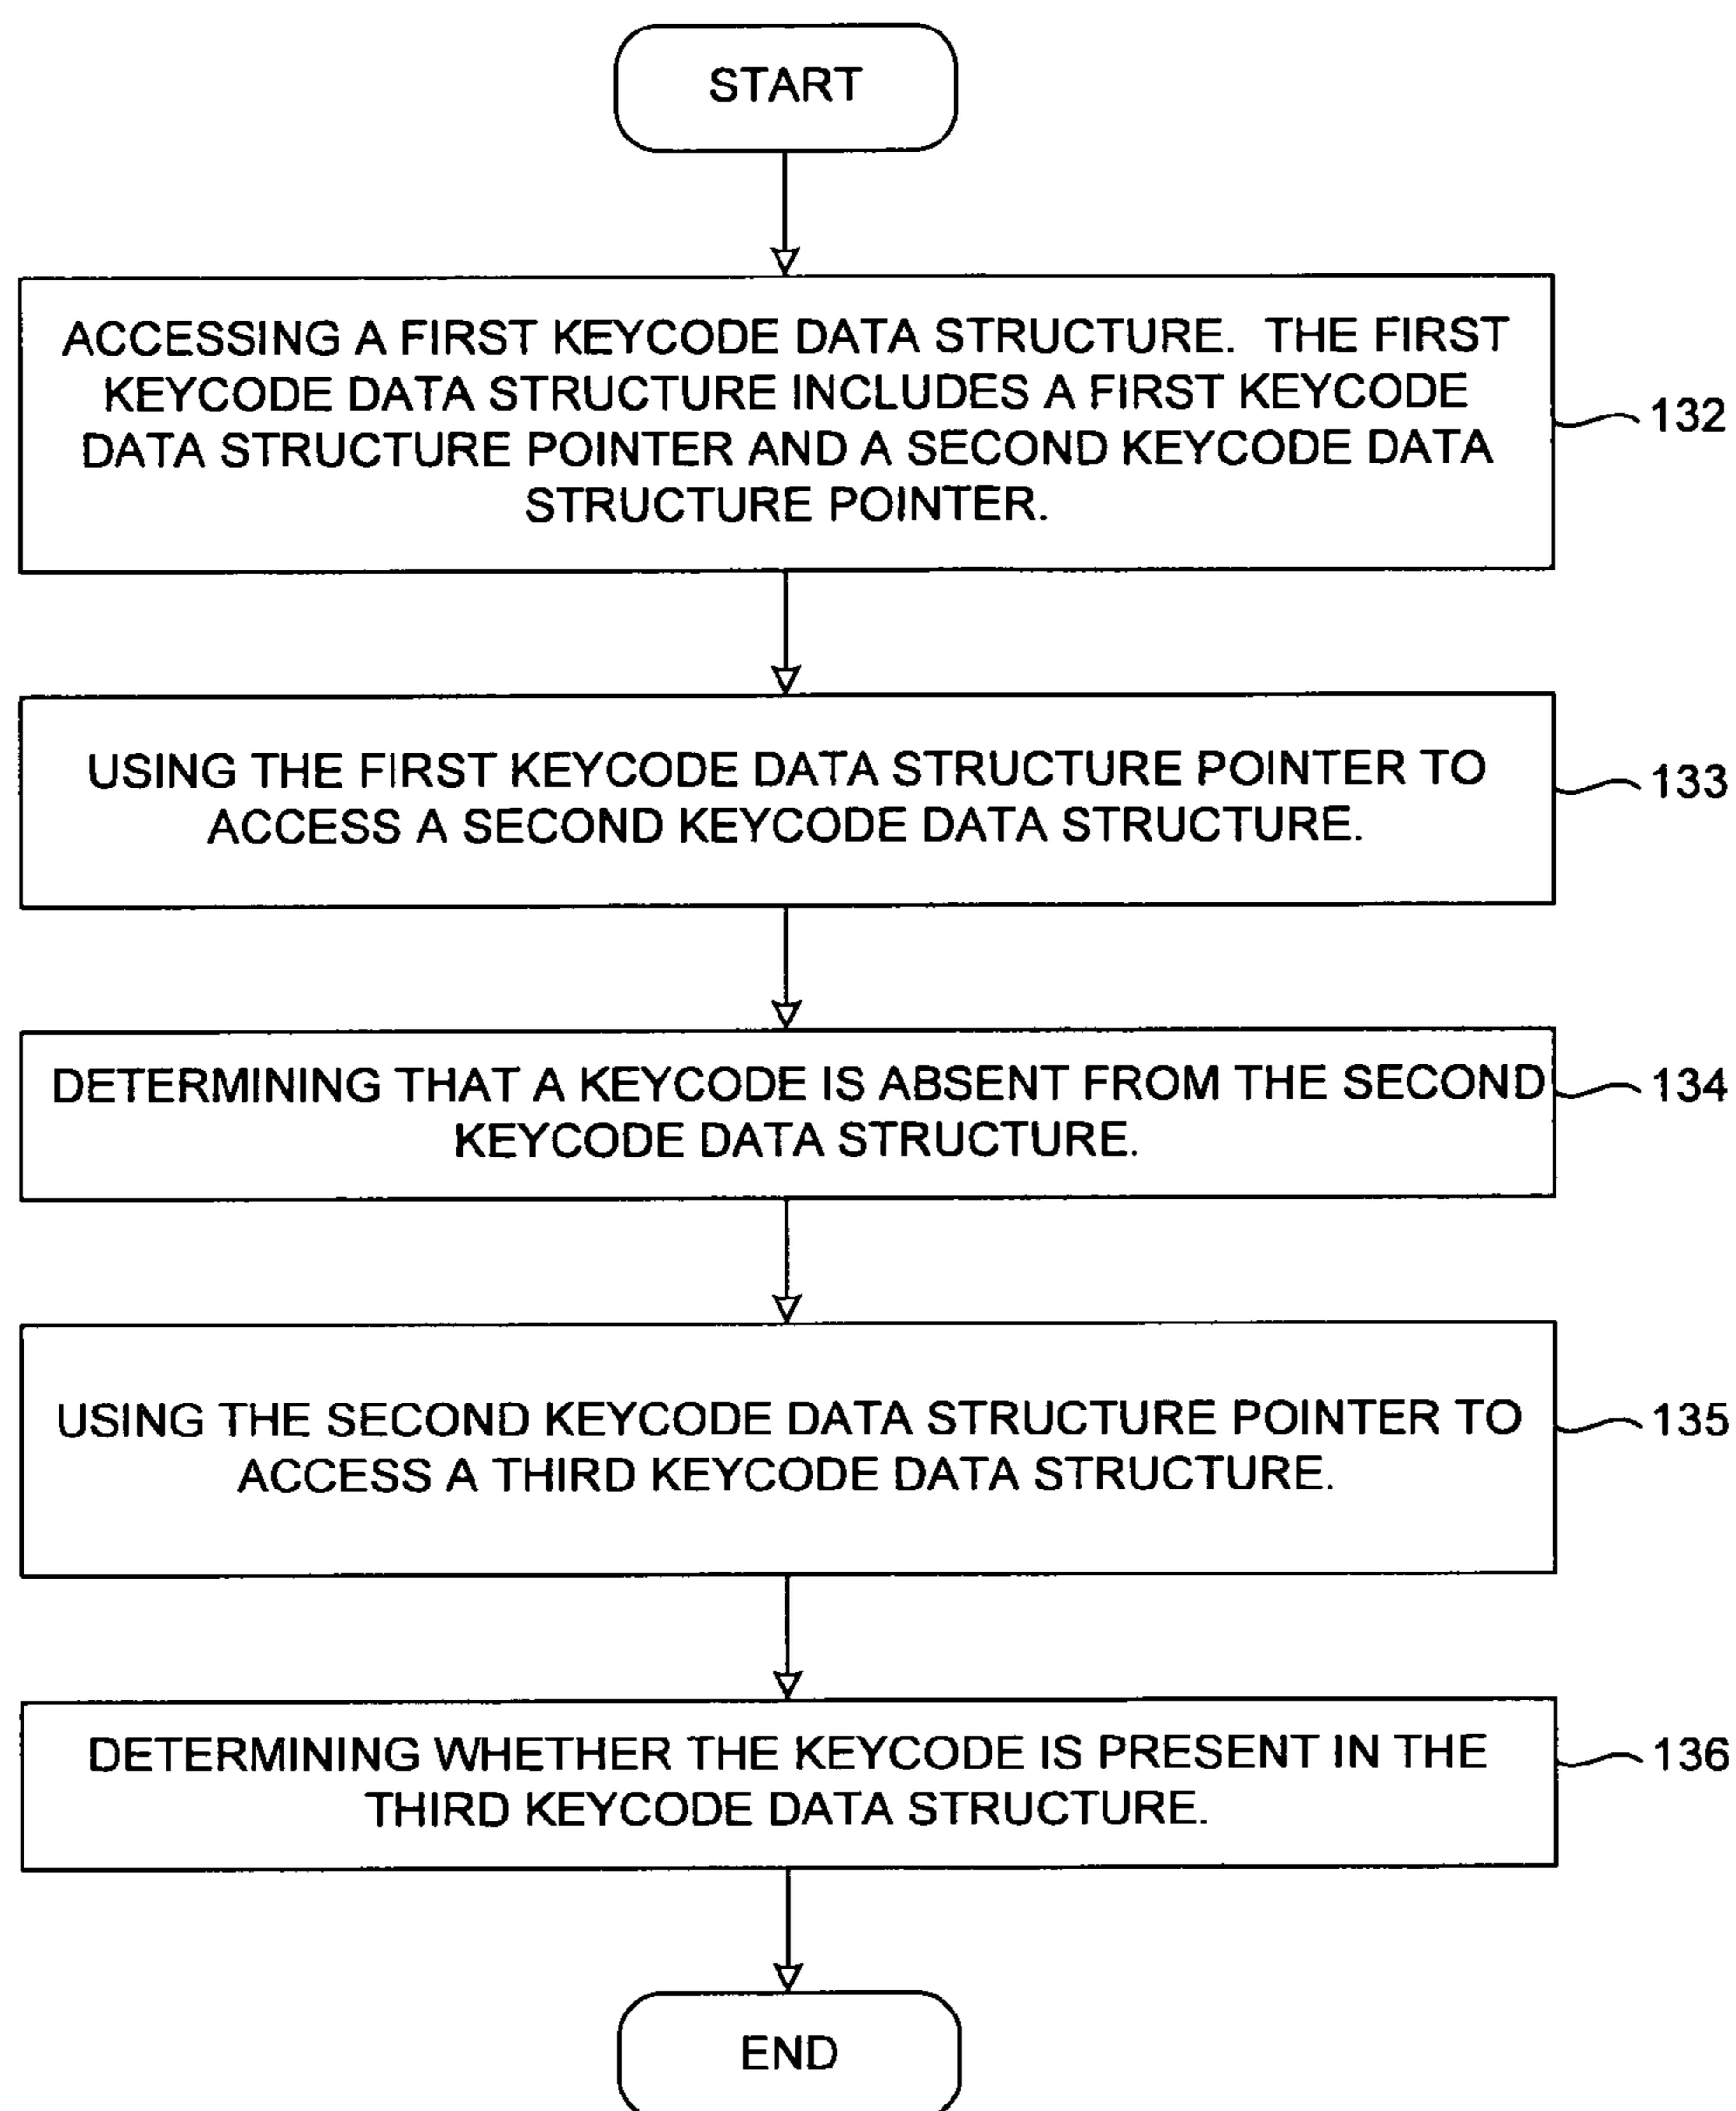 START
ACCESSING A FIRST KEYCODE DATA STRUCTURE. THE FIRST
KEYCODE DATA STRUCTURE INCLUDES A FIRST KEYCODE
DATA STRUCTURE POINTER AND A SECOND KEYCODE DATA
STRUCTURE POINTER.
132
USING THE FIRST KEYCODE DATA STRUCTURE POINTER TO
ACCESS A SECOND KEYCODE DATA STRUCTURE.
133
DETERMINING THAT A KEYCODE IS ABSENT FROM THE SECOND
KEYCODE DATA STRUCTURE.
134
USING THE SECOND KEYCODE DATA STRUCTURE POINTER TO
ACCESS A THIRD KEYCODE DATA STRUCTURE.
135
DETERMINING WHETHER THE KEYCODE IS PRESENT IN THE
THIRD KEYCODE DATA STRUCTURE.
136
END